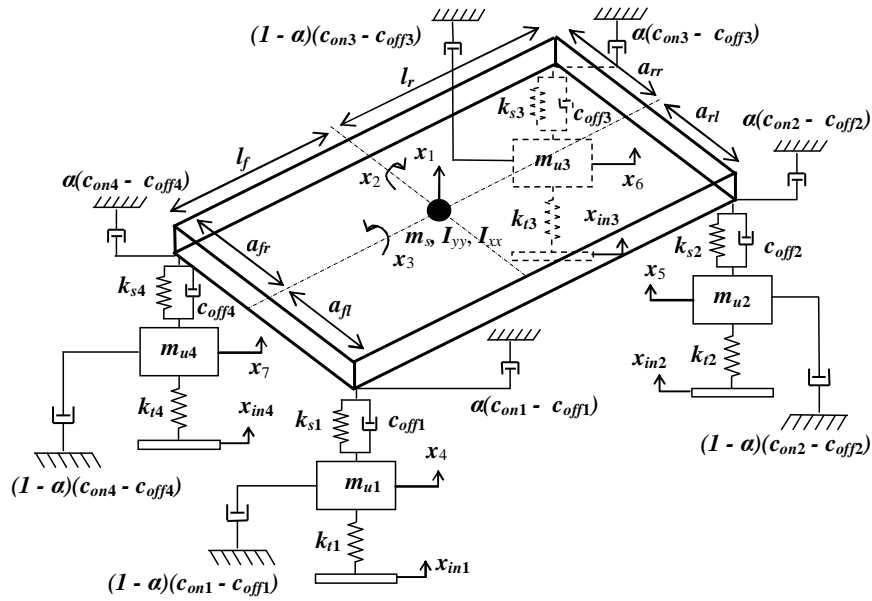 (1 - α)(c_on3 - c_off3)
α(c_on3 - c_off3)
l_r
a_rr
k_s3
c_off3
a_rl
α(c_on2 - c_off2)
l_f
x_1
m_u3
α(c_on4 - c_off4)
x_2
x_6
k_t3
x_in3
a_fr
m_s, I_yy, I_xx
x_3
k_s2
c_off2
k_s4
c_off4
x_5
m_u2
a_fl
m_u4
x_7
x_in2
k_t2
k_t4
x_in4
α(c_on1 - c_off1)
k_s1
c_off1
(1 - α)(c_on2 - c_off2)
x_4
(1 - α)(c_on4 - c_off4)
m_u1
k_t1
x_in1
(1 - α)(c_on1 - c_off1)